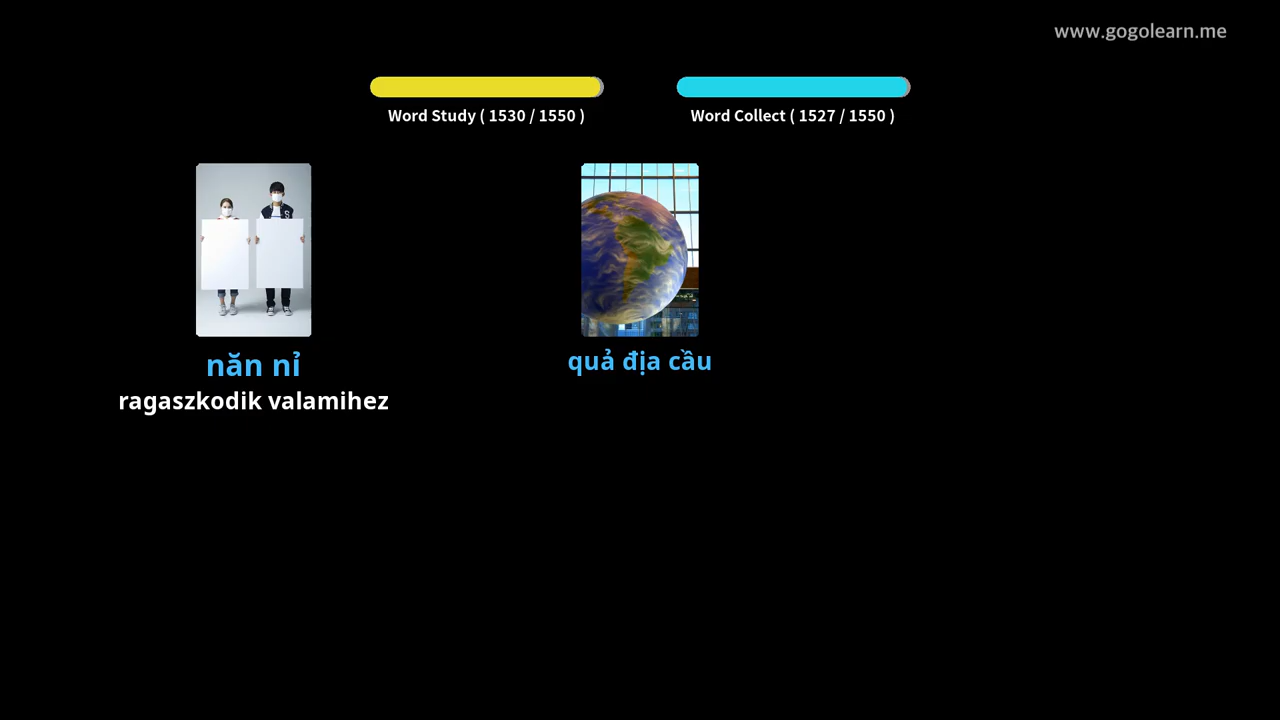 www.gogolearn.me
Word Study ( 1530 / 1550 )
Word Collect ( 1527 / 1550 )
năn nỉ
ragaszkodik valamihez
quả địa cầu